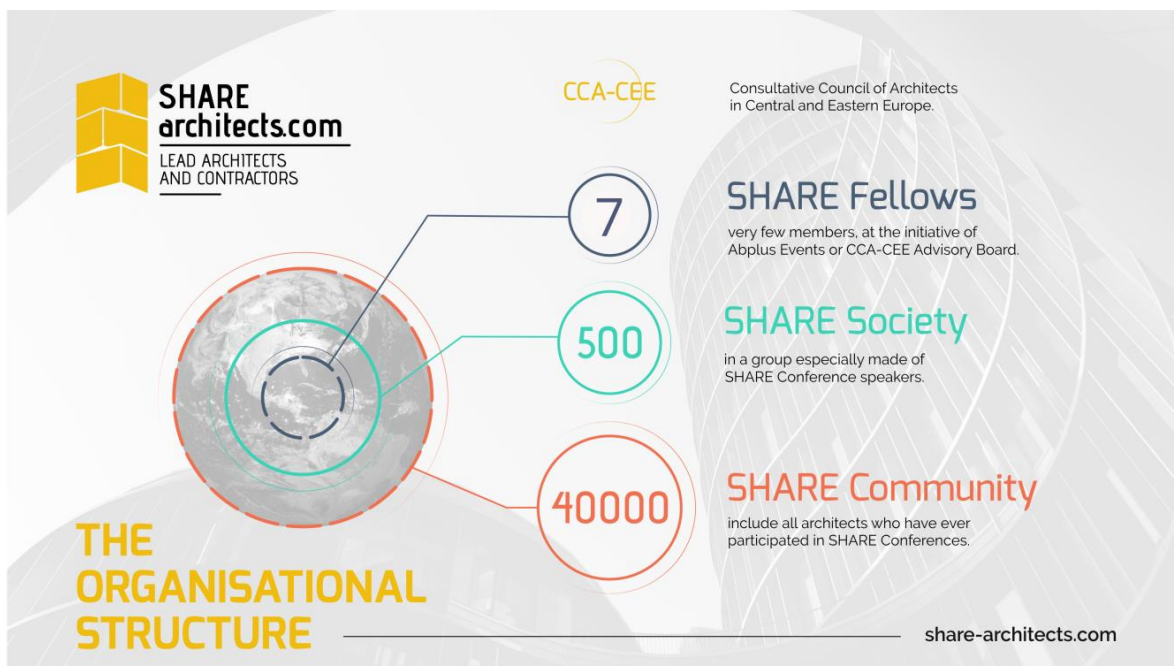 SHARE
architects.com
LEAD ARCHITECTS
AND CONTRACTORS
CCA-CEE
Consultative Council of Architects
in Central and Eastern Europe.
7
SHARE Fellows
very few members, at the initiative of
Abplus Events or CCA-CEE Advisory Board.
500
SHARE Society
in a group especially made of
SHARE Conference speakers.
40000
SHARE Community
include all architects who have ever
participated in SHARE Conferences.
THE
ORGANISATIONAL
STRUCTURE
share-architects.com